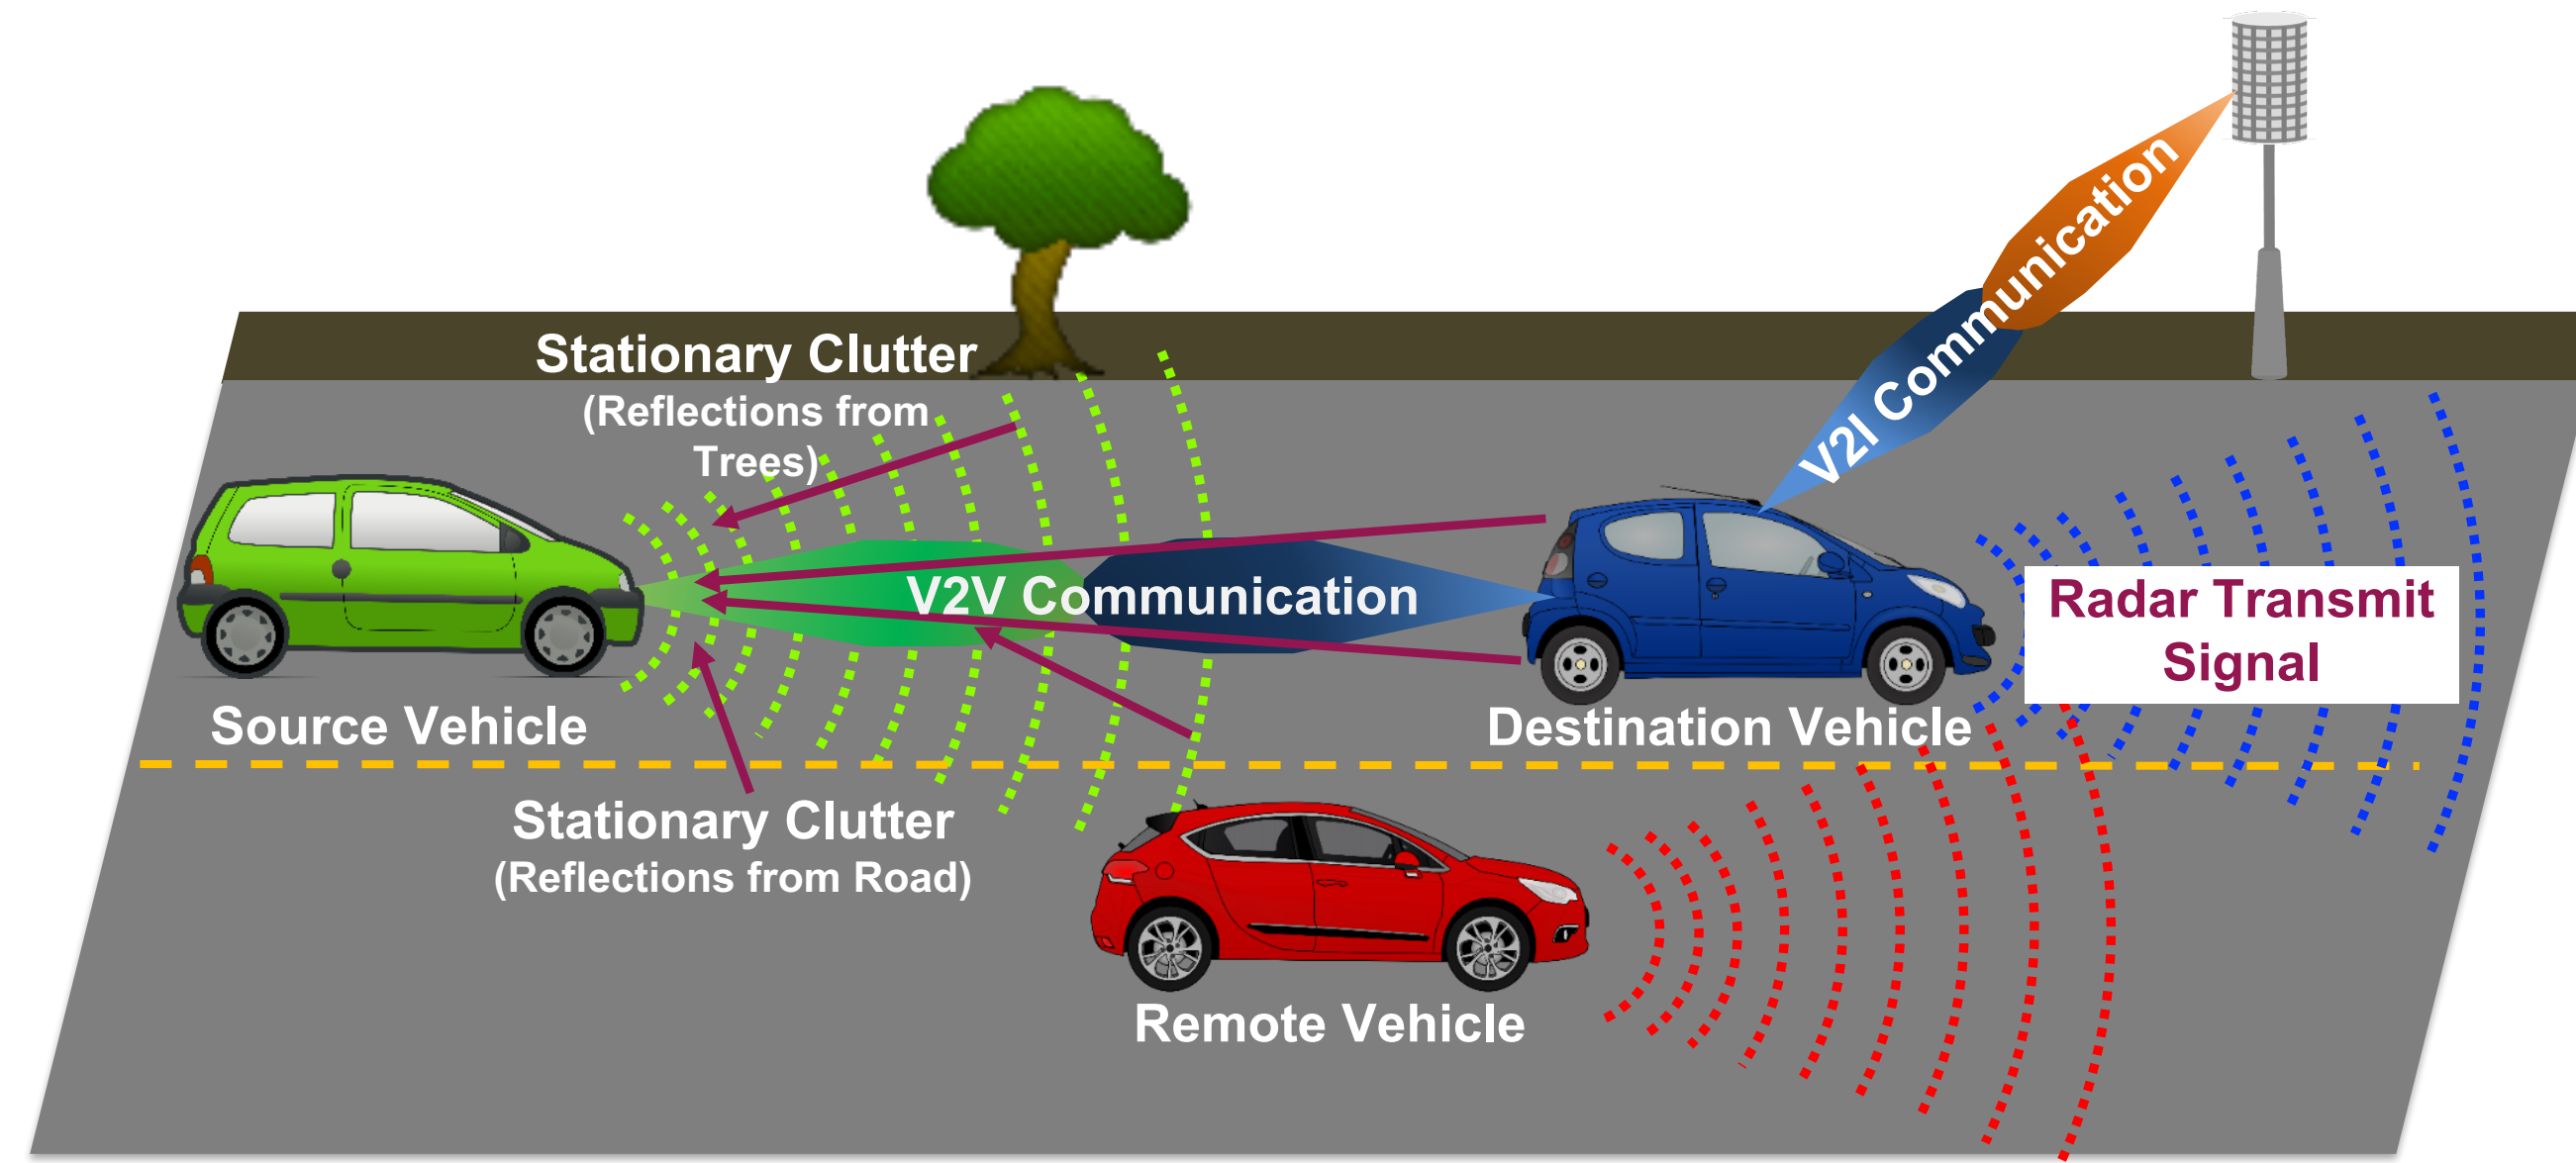 V2I Communication
Stationary Clutter
(Reflections from
Trees)
V2V Communication
Radar Transmit
Signal
Source Vehicle
Destination Vehicle
Stationary Clutter
(Reflections from Road)
Remote Vehicle